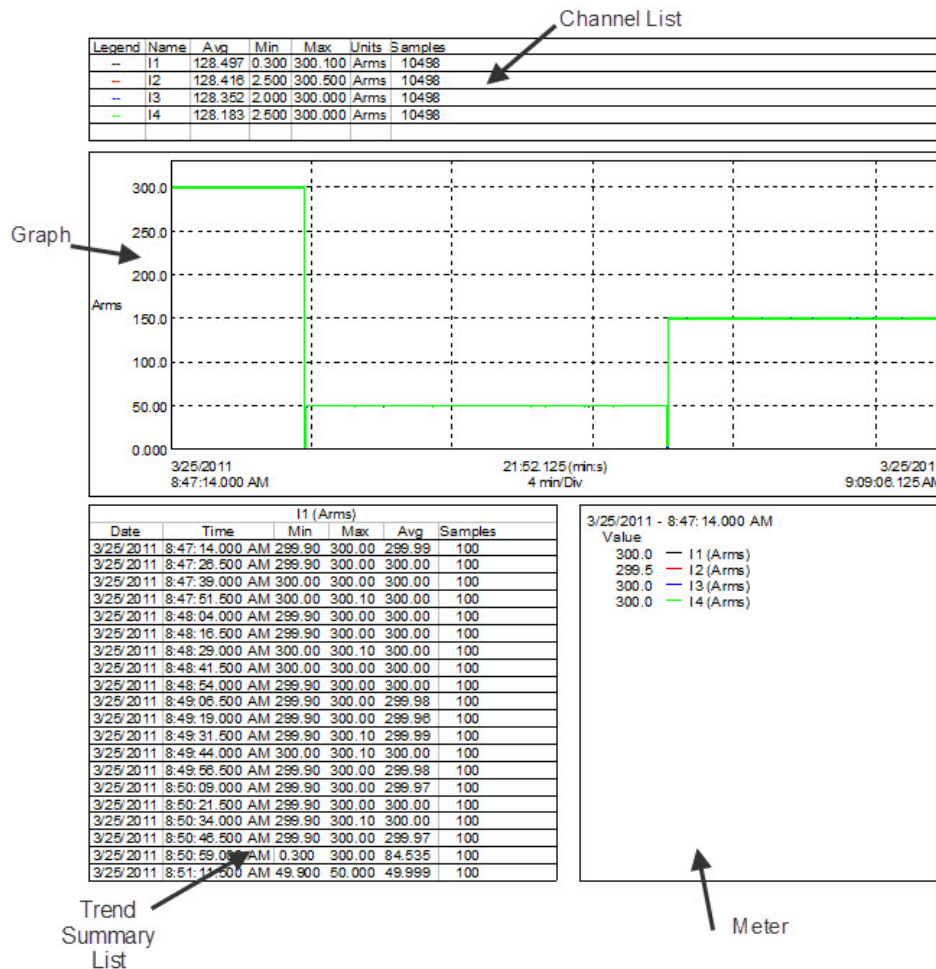 Channel List
Legend Name Avg Min Max Units Samples
-- I1 128.497 0.300 300.100 Arms 10498
-- I2 128.416 2.500 300.500 Arms 10498
-- I3 128.352 2.000 300.000 Arms 10498
-- I4 128.183 2.500 300.000 Arms 10498
Graph
300.0
250.0
200.0
Arms
150.0
100.0
50.00
0.000
3/25/2011 21:52.125 (min:s) 3/25/201
8:47:14.000 AM 4 min/Div 9:09:06.125 AM
I1 (Arms)
Date Time Min Max Avg Samples
3/25/2011 8:47:14.000 AM 299.90 300.00 299.99 100
3/25/2011 8:47:26.500 AM 299.90 300.00 300.00 100
3/25/2011 8:47:39.000 AM 300.00 300.00 300.00 100
3/25/2011 8:47:51.500 AM 300.00 300.10 300.00 100
3/25/2011 8:48:04.000 AM 299.90 300.00 300.00 100
3/25/2011 8:48:16.500 AM 299.90 300.00 300.00 100
3/25/2011 8:48:29.000 AM 300.00 300.10 300.00 100
3/25/2011 8:48:41.500 AM 300.00 300.00 300.00 100
3/25/2011 8:48:54.000 AM 299.90 300.00 300.00 100
3/25/2011 8:49:06.500 AM 299.90 300.00 299.98 100
3/25/2011 8:49:19.000 AM 299.90 300.00 299.96 100
3/25/2011 8:49:31.500 AM 299.90 300.10 299.99 100
3/25/2011 8:49:44.000 AM 300.00 300.10 300.00 100
3/25/2011 8:49:56.500 AM 299.90 300.00 299.98 100
3/25/2011 8:50:09.000 AM 299.90 300.00 299.97 100
3/25/2011 8:50:21.500 AM 299.90 300.00 300.00 100
3/25/2011 8:50:34.000 AM 299.90 300.10 300.00 100
3/25/2011 8:50:46.500 AM 299.90 300.00 299.97 100
3/25/2011 8:50:59.000 AM 0.300 300.00 84.535 100
3/25/2011 8:51:11.500 AM 49.900 50.000 49.999 100
3/25/2011 - 8:47:14.000 AM
Value
300.0 I1 (Arms)
299.5 I2 (Arms)
300.0 I3 (Arms)
300.0 I4 (Arms)
Trend
Summary
List
Meter